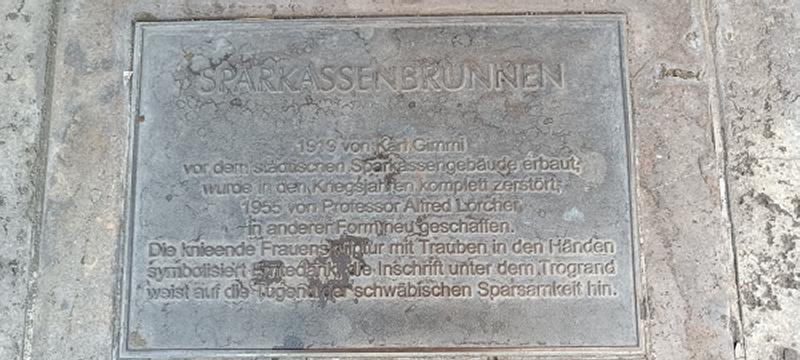 SPARKASSENBRUNNEN
1919 von Karl Gimmi
vor dem städtischen Sparkassengebäude erbaut,
wurde in den Kriegsjahren komplett zerstört,
1955 von Professor Alfred Lörcher
in anderer Form neu geschaffen.
Die knieende Frauenskulptur mit Trauben in den Händen
symbolisiert Erntedank, die Inschrift unter dem Trogrand
weist auf die Tugend der schwäbischen Sparsamkeit hin.